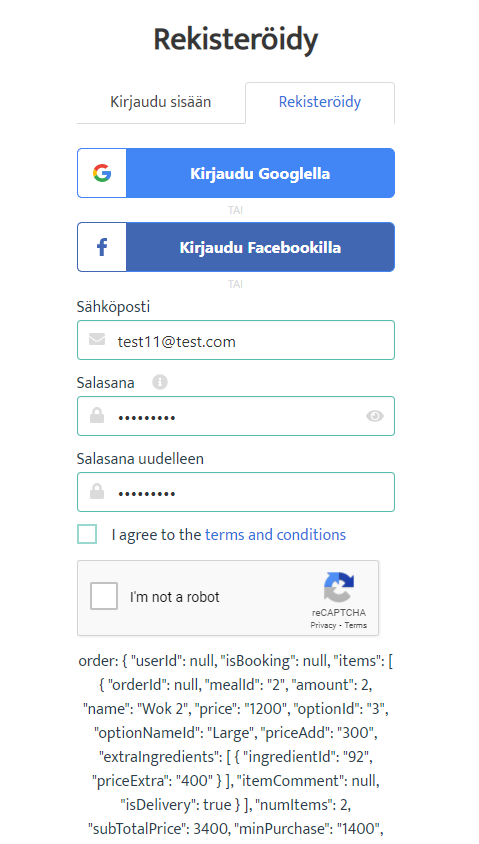 Rekisteröidy
Kirjaudu sisään
Rekisteröidy
Kirjaudu Googlella
TAI
Kirjaudu Facebookilla
TAI
Sähköposti
test11@test.com
Salasana
•••••••••
Salasana uudelleen
•••••••••
I agree to the terms and conditions
I'm not a robot
reCAPTCHA
Privacy - Terms
order: { "userId": null, "isBooking": null, "items": [
{ "orderId": null, "mealId": "2", "amount": 2,
"name": "Wok 2", "price": "1200", "optionId": "3",
"optionNameId": "Large", "priceAdd": "300",
"extraIngredients": [ { "ingredientId": "92",
"priceExtra": "400" } ], "itemComment": null,
"isDelivery": true } ], "numItems": 2,
"subTotalPrice": 3400, "minPurchase": "1400",